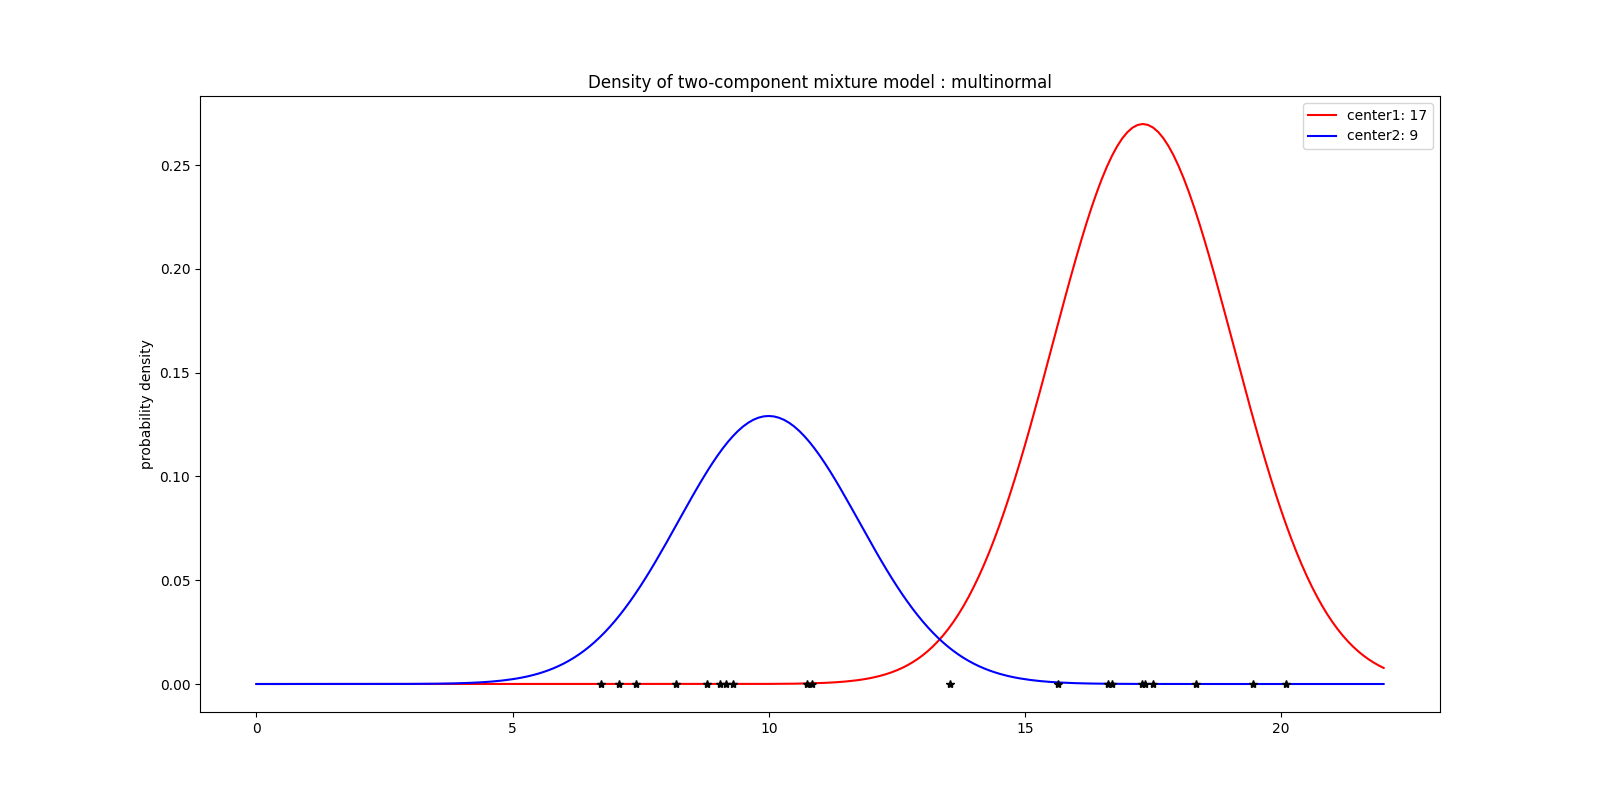 Density of two-component mixture model : multinormal
center1: 17
center2: 9
probability density
0.25
0.20
0.15
0.10
0.05
0.00
0
5
10
15
20